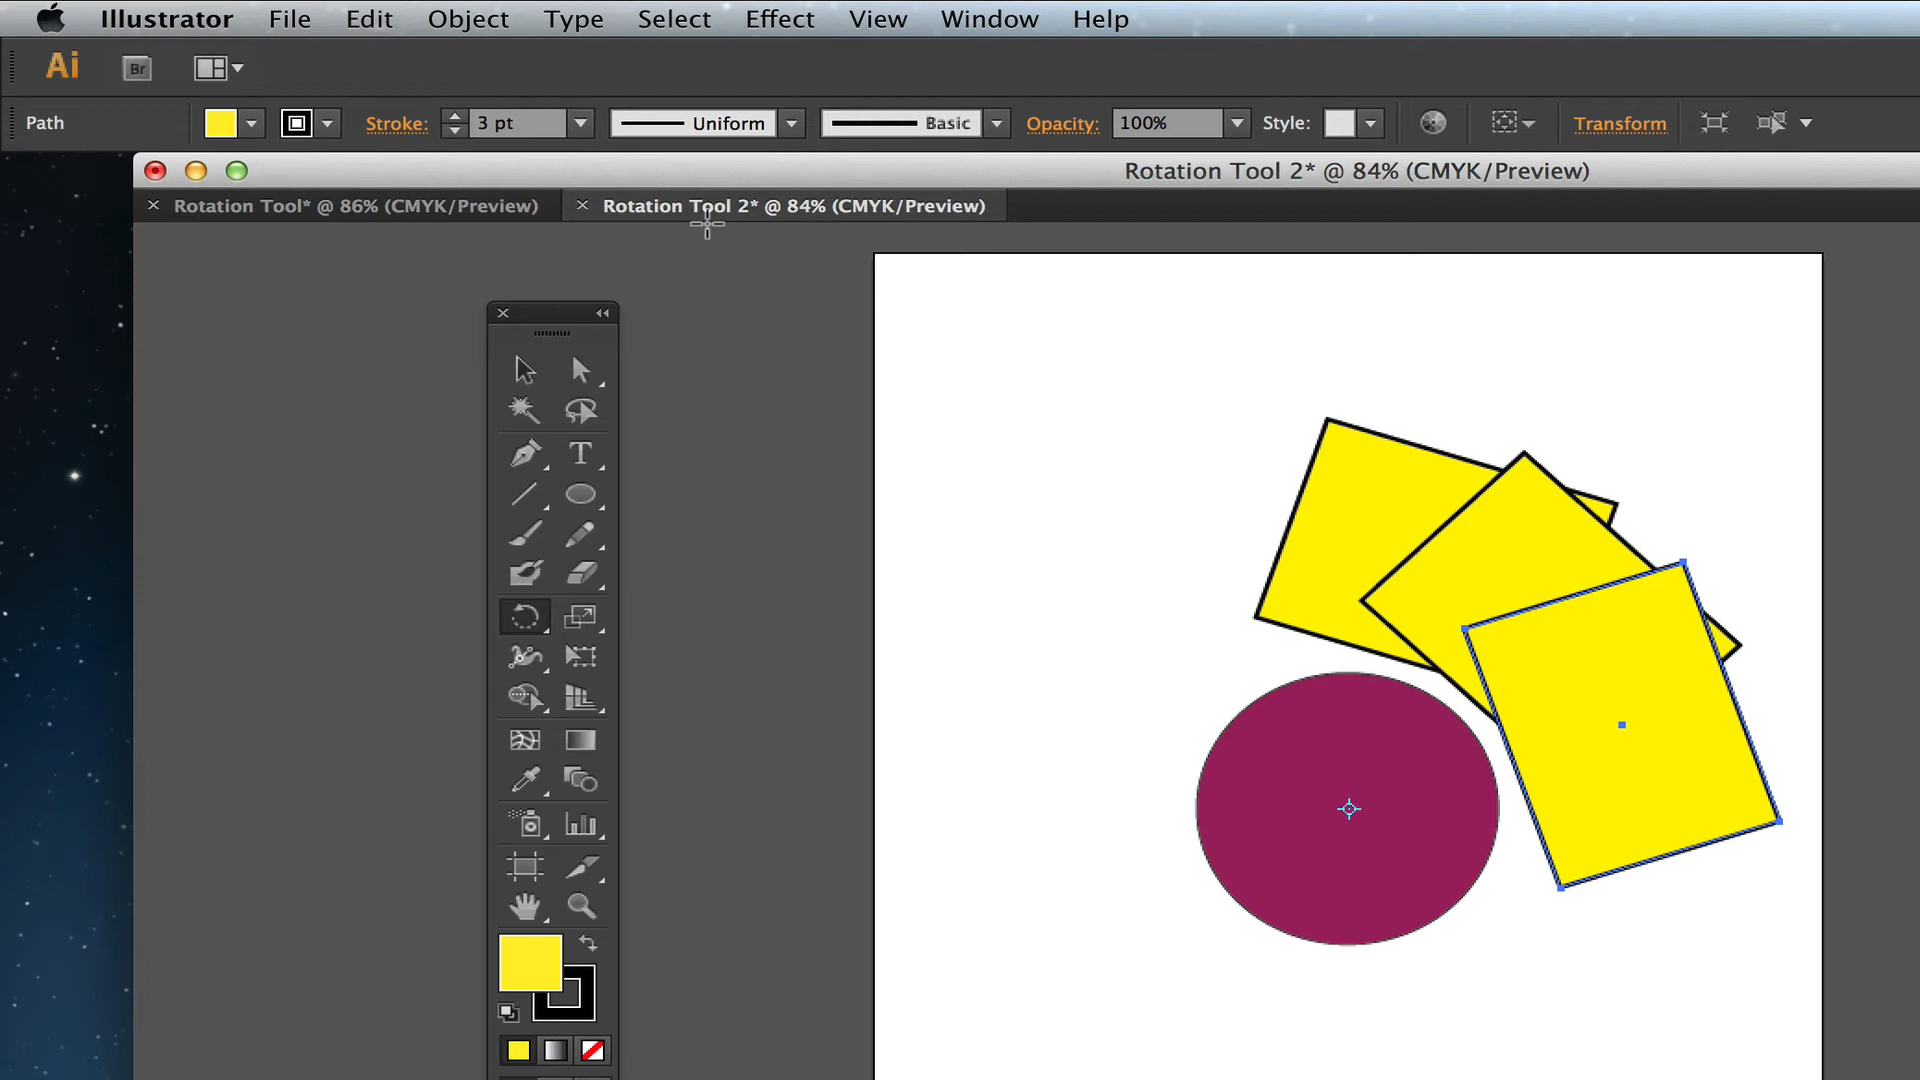 Illustrator File Edit Object Type Select Effect View Window Help
Ai Br
Path Stroke: 3 pt Uniform Basic Opacity: 100% Style: Transform
Rotation Tool 2* @ 84% (CMYK/Preview)
Rotation Tool* @ 86% (CMYK/Preview) Rotation Tool 2* @ 84% (CMYK/Preview)
T